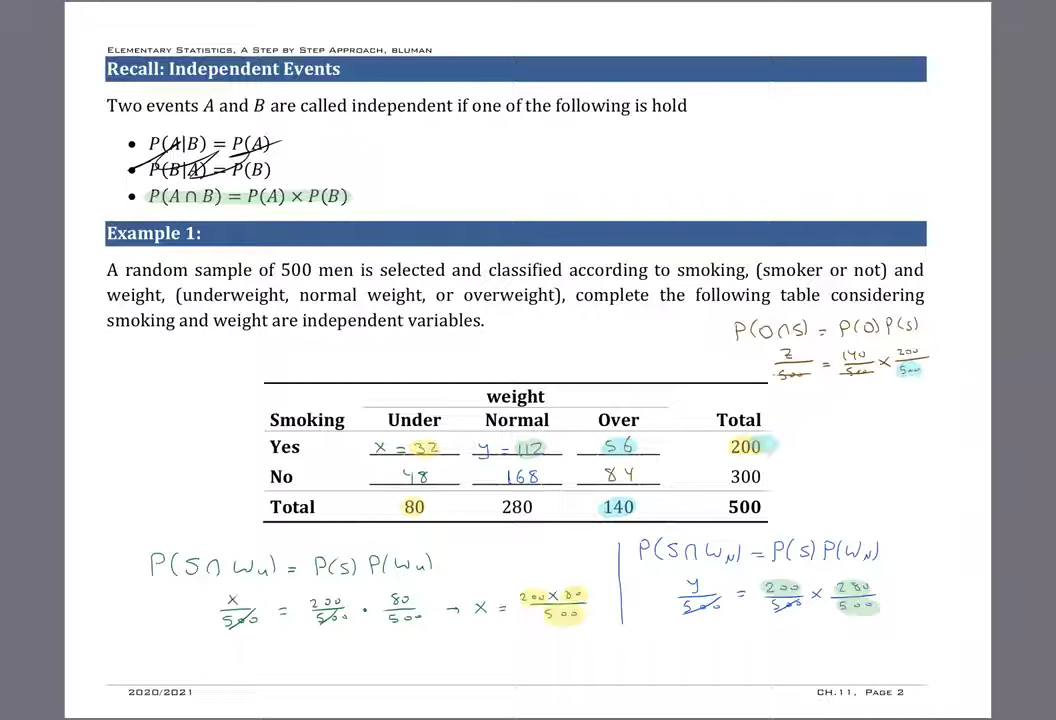 ELEMENTARY STATISTICS, A STEP BY STEP APPROACH, BLUMAN
Recall: Independent Events
Two events A and B are called independent if one of the following is hold
• P(A|B) = P(A)
• P(B|A) = P(B)
• P(A ∩ B) = P(A) × P(B)
Example 1:
A random sample of 500 men is selected and classified according to smoking, (smoker or not) and
weight, (underweight, normal weight, or overweight), complete the following table considering
smoking and weight are independent variables.
P(O∩S) = P(O) P(S)
z/500 = 140/500 × 200/500
weight
Smoking Under Normal Over Total
Yes x = 32 y = 112 56 200
No 48 168 84 300
Total 80 280 140 500
P(S∩Wu) = P(S) P(Wu)
x/500 = 200/500 · 80/500 → x = 200×80/500
P(S∩WN) = P(S) P(WN)
y/500 = 200/500 × 280/500
2020/2021 CH.11, PAGE 2